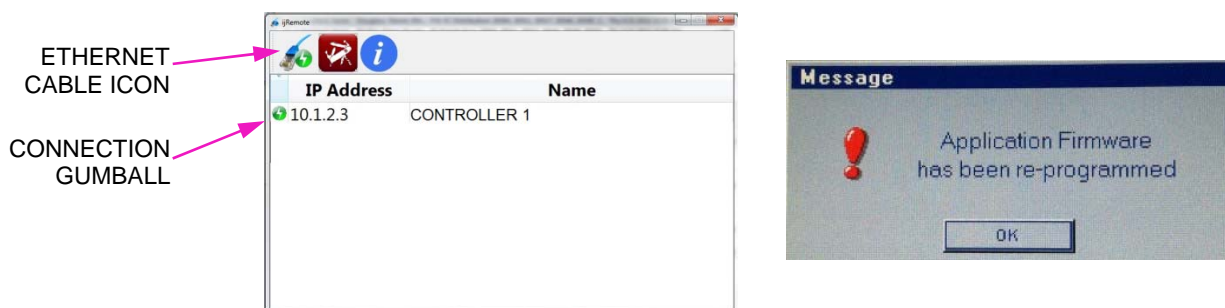 ETHERNET
CABLE ICON
CONNECTION
GUMBALL
ijRemote
i
IP Address Name
10.1.2.3 CONTROLLER 1
Message
Application Firmware
has been re-programmed
OK